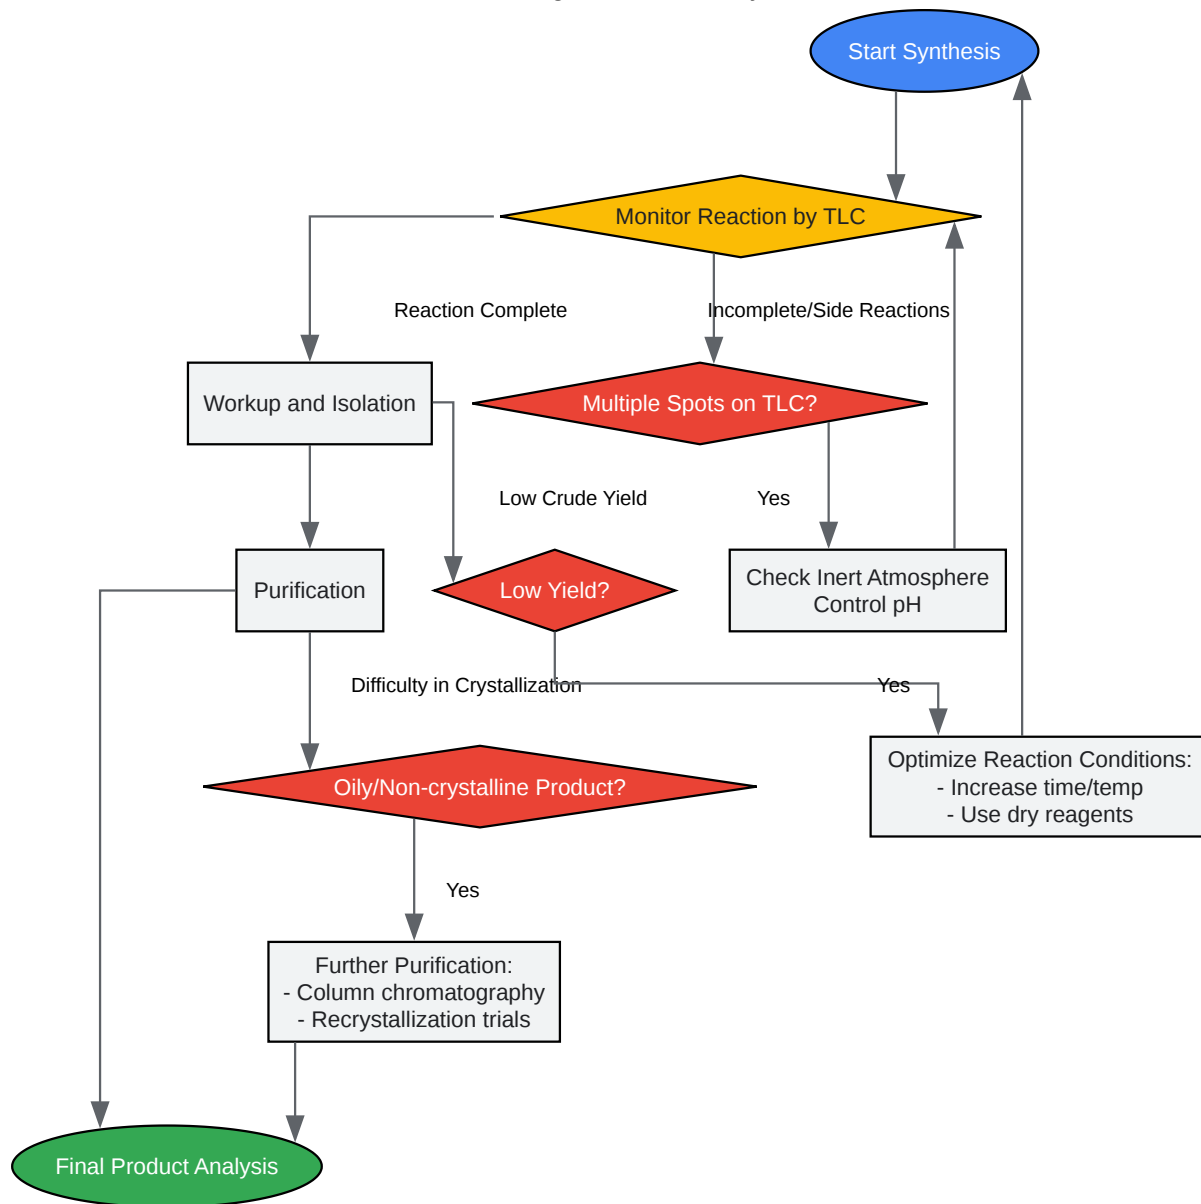 Start Synthesis
Monitor Reaction by TLC
Reaction Complete
Incomplete/Side Reactions
Workup and Isolation
Multiple Spots on TLC?
Low Crude Yield
Yes
Purification
Low Yield?
Check Inert Atmosphere
Control pH
Difficulty in Crystallization
Yes
Oily/Non-crystalline Product?
Optimize Reaction Conditions:
- Increase time/temp
- Use dry reagents
Yes
Further Purification:
- Column chromatography
- Recrystallization trials
Final Product Analysis